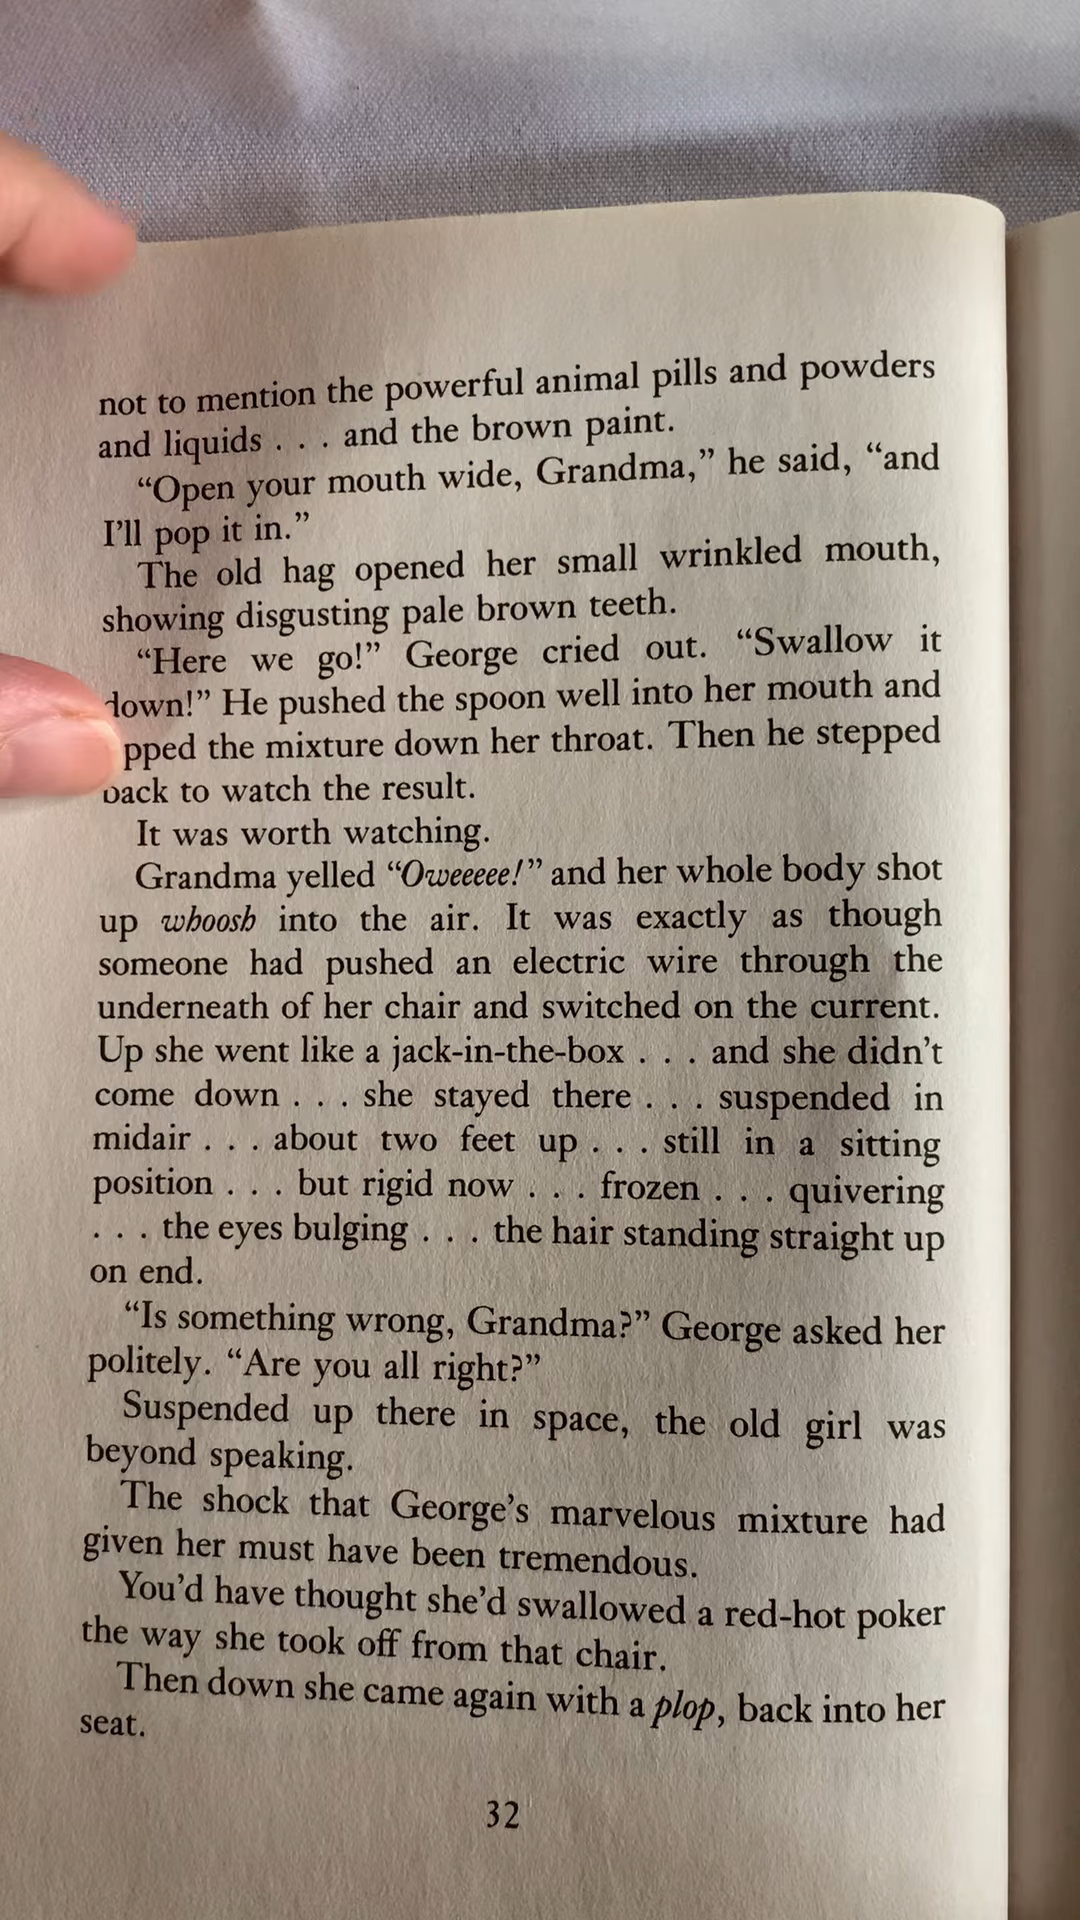 not to mention the powerful animal pills and powders
and liquids . . . and the brown paint.
“Open your mouth wide, Grandma,” he said, “and
I’ll pop it in.”
The old hag opened her small wrinkled mouth,
showing disgusting pale brown teeth.
“Here we go!” George cried out. “Swallow it
down!” He pushed the spoon well into her mouth and
the mixture down her throat. Then he stepped
back to watch the result.
It was worth watching.
Grandma yelled “Oweeeee!” and her whole body shot
up whoosh into the air. It was exactly as though
someone had pushed an electric wire through the
underneath of her chair and switched on the current.
Up she went like a jack-in-the-box . . . and she didn’t
come down . . . she stayed there . . . suspended in
midair . . . about two feet up . . . still in a sitting
position . . . but rigid now . . . frozen . . . quivering
. . . the eyes bulging . . . the hair standing straight up
on end.
“Is something wrong, Grandma?” George asked her
politely. “Are you all right?”
Suspended up there in space, the old girl was
beyond speaking.
The shock that George’s marvelous mixture had
given her must have been tremendous.
You’d have thought she’d swallowed a red-hot poker
the way she took off from that chair.
Then down she came again with a plop, back into her
seat.
32